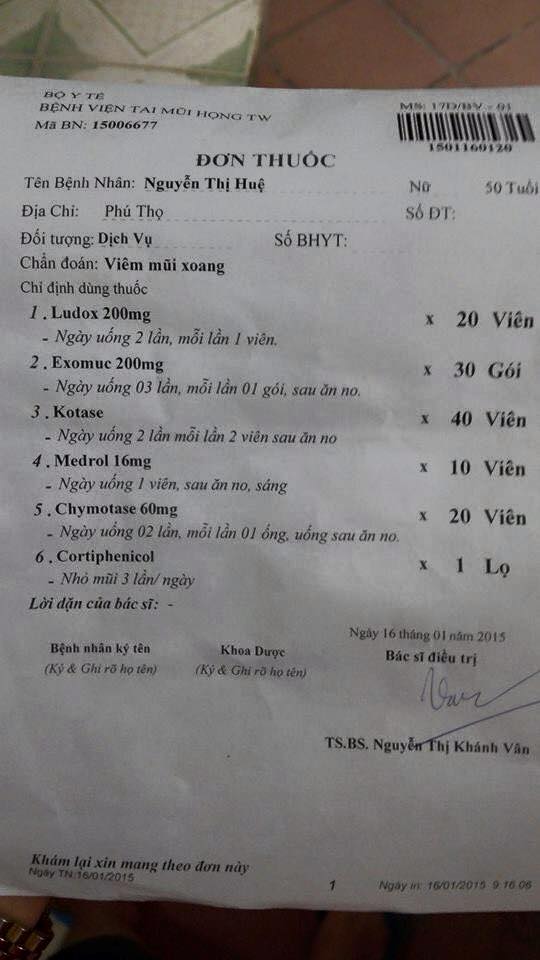 BỘ Y TẾ
BỆNH VIỆN TAI MŨI HỌNG TW
Mã BN: 15006677
MS: 17D/BV - 01
1501160120
ĐƠN THUỐC
Tên Bệnh Nhân: Nguyễn Thị Huệ Nữ 50 Tuổi
Địa Chỉ: Phú Thọ Số ĐT:
Đối tượng: Dịch Vụ Số BHYT:
Chẩn đoán: Viêm mũi xoang
Chỉ định dùng thuốc
1. Ludox 200mg x 20 Viên
- Ngày uống 2 lần, mỗi lần 1 viên.
2. Exomuc 200mg x 30 Gói
- Ngày uống 03 lần, mỗi lần 01 gói, sau ăn no.
3. Kotase x 40 Viên
- Ngày uống 2 lần mỗi lần 2 viên sau ăn no
4. Medrol 16mg x 10 Viên
- Ngày uống 1 viên, sau ăn no, sáng
5. Chymotase 60mg x 20 Viên
- Ngày uống 02 lần, mỗi lần 01 ống, uống sau ăn no.
6. Cortiphenicol x 1 Lọ
- Nhỏ mũi 3 lần/ ngày
Lời dặn của bác sĩ: -
Ngày 16 tháng 01 năm 2015
Bệnh nhân ký tên Khoa Dược Bác sĩ điều trị
(Ký & Ghi rõ họ tên) (Ký & Ghi rõ họ tên)
TS.BS. Nguyễn Thị Khánh Vân
Khám lại xin mang theo đơn này
Ngày TN:16/01/2015 1 Ngày in: 16/01/2015 9.16.06